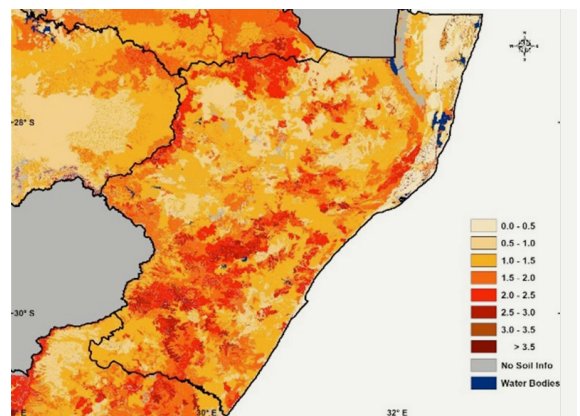 28° S
30° S
0.0 - 0.5
0.5 - 1.0
1.0 - 1.5
1.5 - 2.0
2.0 - 2.5
2.5 - 3.0
3.0 - 3.5
> 3.5
No Soil Info
Water Bodies
30° E
32° E